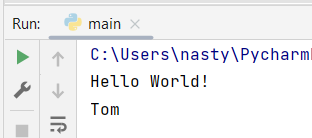 Run: main
C:\Users\nasty\Pycharm
Hello World!
Tom